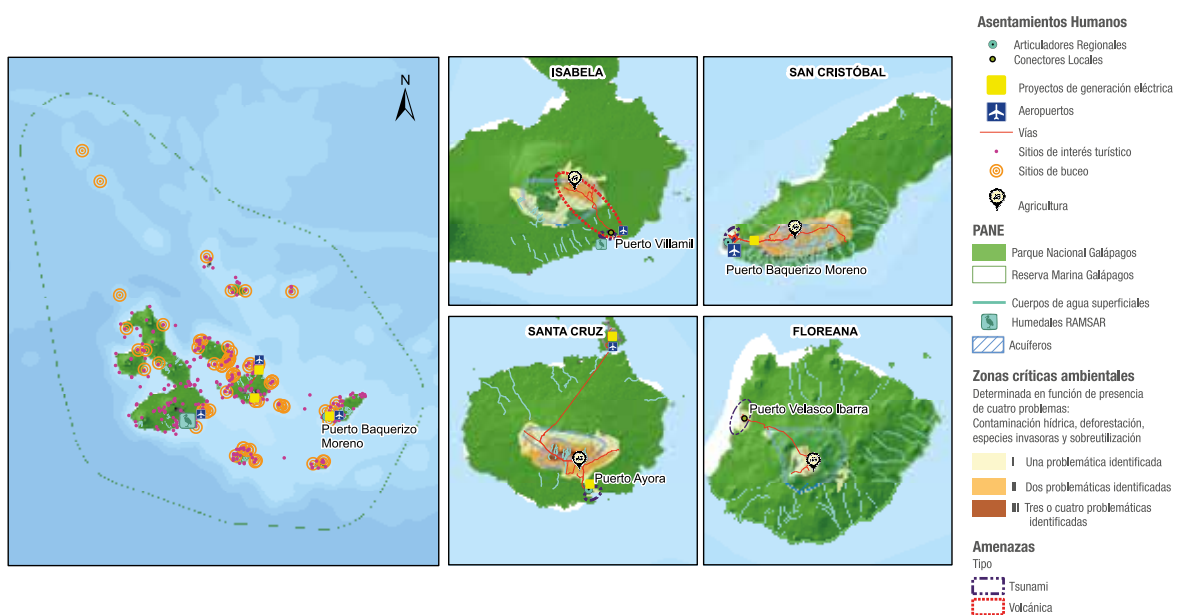 N
Puerto Baquerizo
Moreno
ISABELA
Puerto Villamil
SAN CRISTÓBAL
Puerto Baquerizo Moreno
SANTA CRUZ
Puerto Ayora
FLOREANA
Puerto Velasco Ibarra
Asentamientos Humanos
Articuladores Regionales
Conectores Locales
Proyectos de generación eléctrica
Aeropuertos
Vías
Sitios de interés turístico
Sitios de buceo
Agricultura
PANE
Parque Nacional Galápagos
Reserva Marina Galápagos
Cuerpos de agua superficiales
Humedales RAMSAR
Acuíferos
Zonas críticas ambientales
Determinada en función de presencia
de cuatro problemas:
Contaminación hídrica, deforestación,
especies invasoras y sobreutilización
I Una problemática identificada
II Dos problemáticas identificadas
III Tres o cuatro problemáticas
identificadas
Amenazas
Tipo
Tsunami
Volcánica